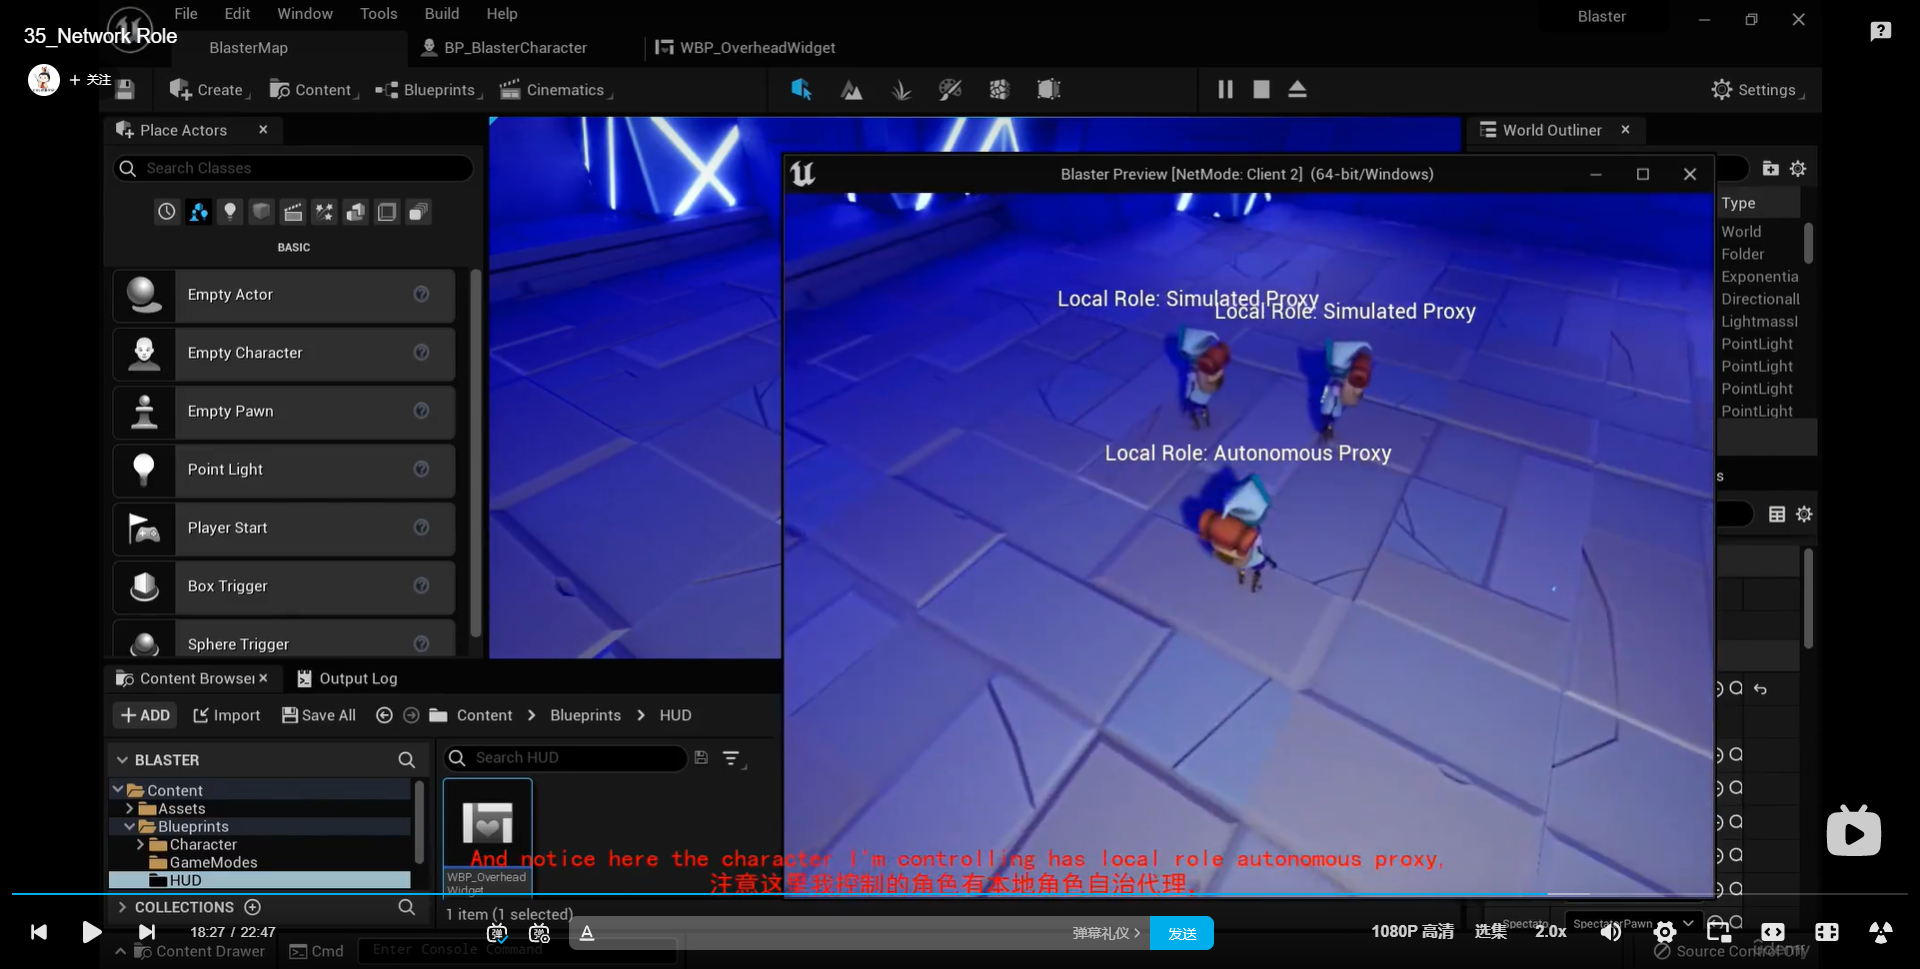 File Edit Window Tools Build Help
Blaster
35_Network Role
BlasterMap
BP_BlasterCharacter
WBP_OverheadWidget
+ 关注
Create
Content
Blueprints
Cinematics
Settings
Place Actors
World Outliner
Search Classes
Blaster Preview [NetMode: Client 2] (64-bit/Windows)
Type
BASIC
World
Folder
Exponentia
Directionall
Lightmassl
PointLight
PointLight
PointLight
PointLight
Empty Actor
Empty Character
Empty Pawn
Point Light
Player Start
Box Trigger
Sphere Trigger
Local Role: Simulated Proxy
Local Role: Simulated Proxy
Local Role: Autonomous Proxy
s
Content Browser
Output Log
+ ADD
Import
Save All
Content > Blueprints > HUD
BLASTER
Search HUD
Content
Assets
Blueprints
Character
GameModes
HUD
And notice here the character I'm controlling has local role autonomous proxy,
WBP_Overhead
Widget
注意这里我控制的角色有本地角色自治代理,
COLLECTIONS
1 item (1 selected)
Spectato
SpectatorPawn
18:27 / 22:47
弹
A
弹幕礼仪 >
发送
1080P 高清
选集
2.0x
Content Drawer
Cmd
Enter Console Command
Source Control Off
udemy